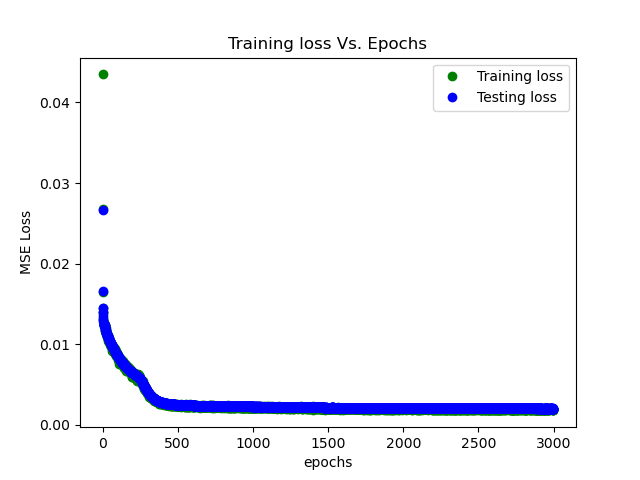 Training loss Vs. Epochs
Training loss
Testing loss
0.04
0.03
0.02
0.01
0.00
MSE Loss
0 500 1000 1500 2000 2500 3000
epochs